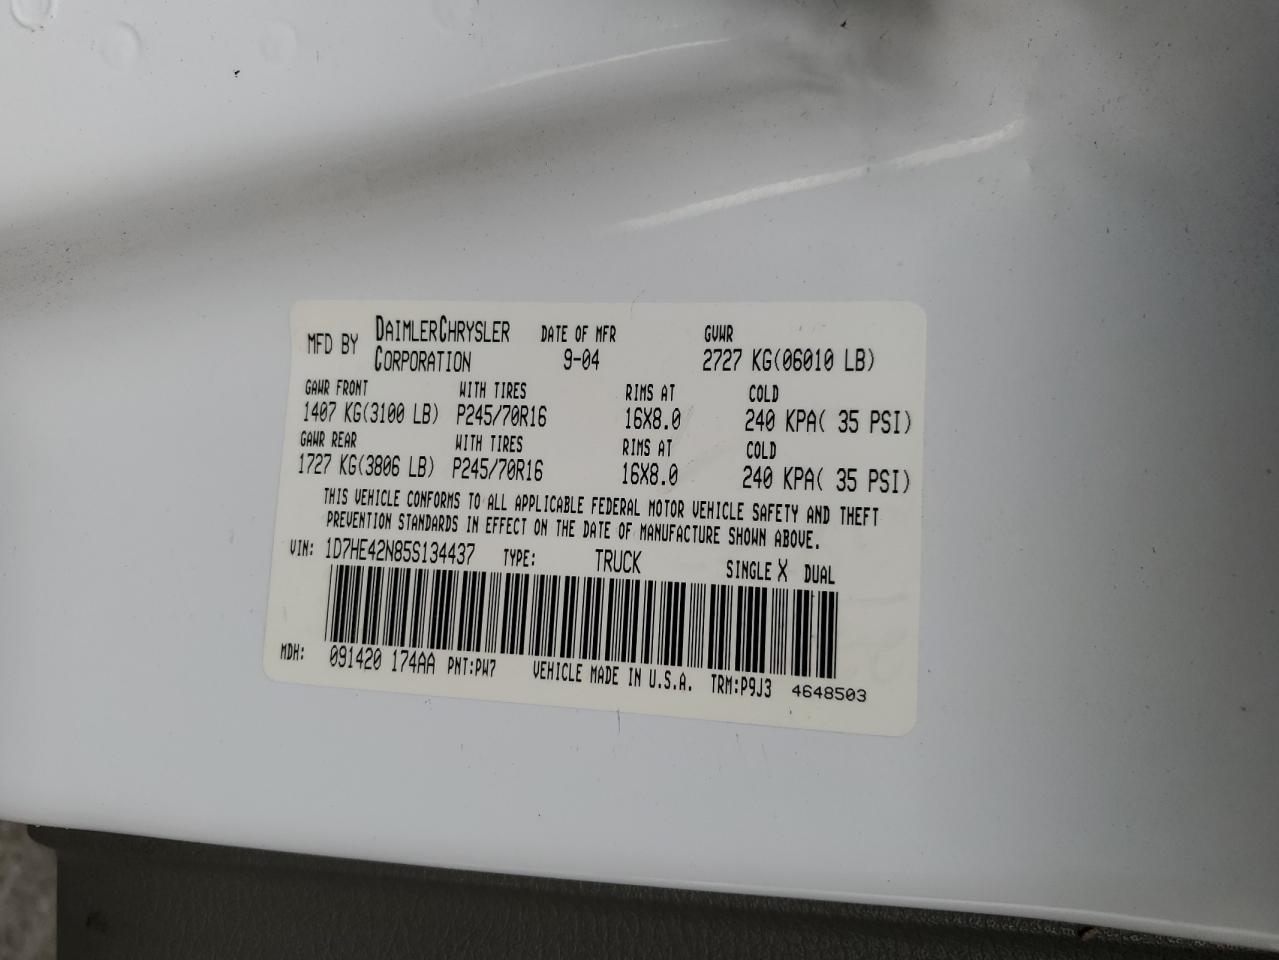 MFD BY DAIMLERCHRYSLER CORPORATION DATE OF MFR 9-04 GVWR 2727 KG(06010 LB)
GAWR FRONT WITH TIRES RIMS AT COLD
1407 KG(3100 LB) P245/70R16 16X8.0 240 KPA( 35 PSI)
GAWR REAR WITH TIRES RIMS AT COLD
1727 KG(3806 LB) P245/70R16 16X8.0 240 KPA( 35 PSI)
THIS VEHICLE CONFORMS TO ALL APPLICABLE FEDERAL MOTOR VEHICLE SAFETY AND THEFT
PREVENTION STANDARDS IN EFFECT ON THE DATE OF MANUFACTURE SHOWN ABOVE.
VIN: 1D7HE42N85S134437 TYPE: TRUCK SINGLE X DUAL
MDH: 091420 174AA PNT:PW7 VEHICLE MADE IN U.S.A. TRM:P9J3 4648503